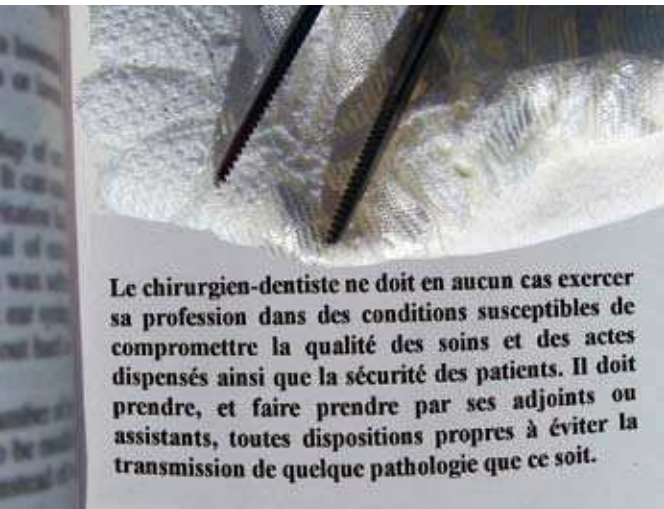 Le chirurgien-dentiste ne doit en aucun cas exercer
sa profession dans des conditions susceptibles de
compromettre la qualité des soins et des actes
dispensés ainsi que la sécurité des patients. Il doit
prendre, et faire prendre par ses adjoints ou
assistants, toutes dispositions propres à éviter la
transmission de quelque pathologie que ce soit.